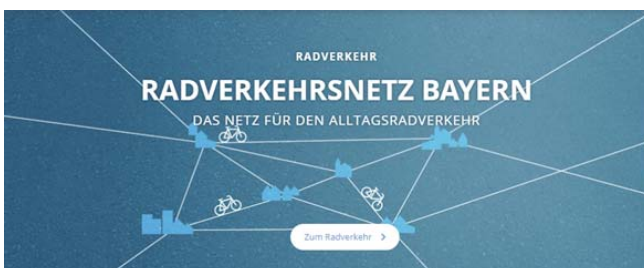 RADVERKEHR
RADVERKEHRSNETZ BAYERN
DAS NETZ FÜR DEN ALLTAGSRADVERKEHR
Zum Radverkehr >